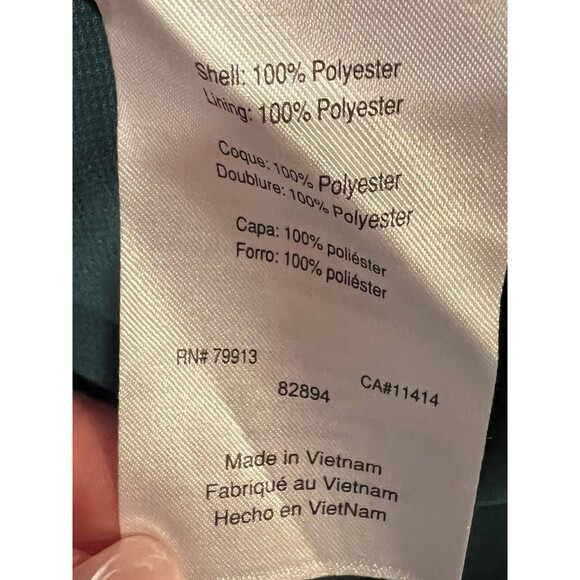 Shell: 100% Polyester
Lining: 100% Polyester
Coque: 100% Polyester
Doublure: 100% Polyester
Capa: 100% poliéster
Forro: 100% poliéster
RN# 79913
82894
CA#11414
Made in Vietnam
Fabriqué au Vietnam
Hecho en VietNam